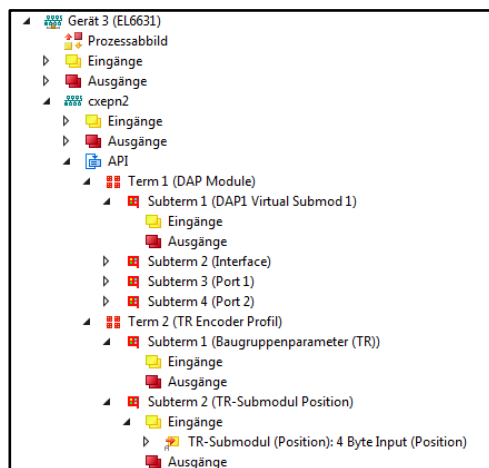 Gerät 3 (EL6631)
Prozessabbild
Eingänge
Ausgänge
cxepn2
Eingänge
Ausgänge
API
Term 1 (DAP Module)
Subterm 1 (DAP1 Virtual Submod 1)
Eingänge
Ausgänge
Subterm 2 (Interface)
Subterm 3 (Port 1)
Subterm 4 (Port 2)
Term 2 (TR Encoder Profil)
Subterm 1 (Baugruppenparameter (TR))
Eingänge
Ausgänge
Subterm 2 (TR-Submodul Position)
Eingänge
TR-Submodul (Position): 4 Byte Input (Position)
Ausgänge